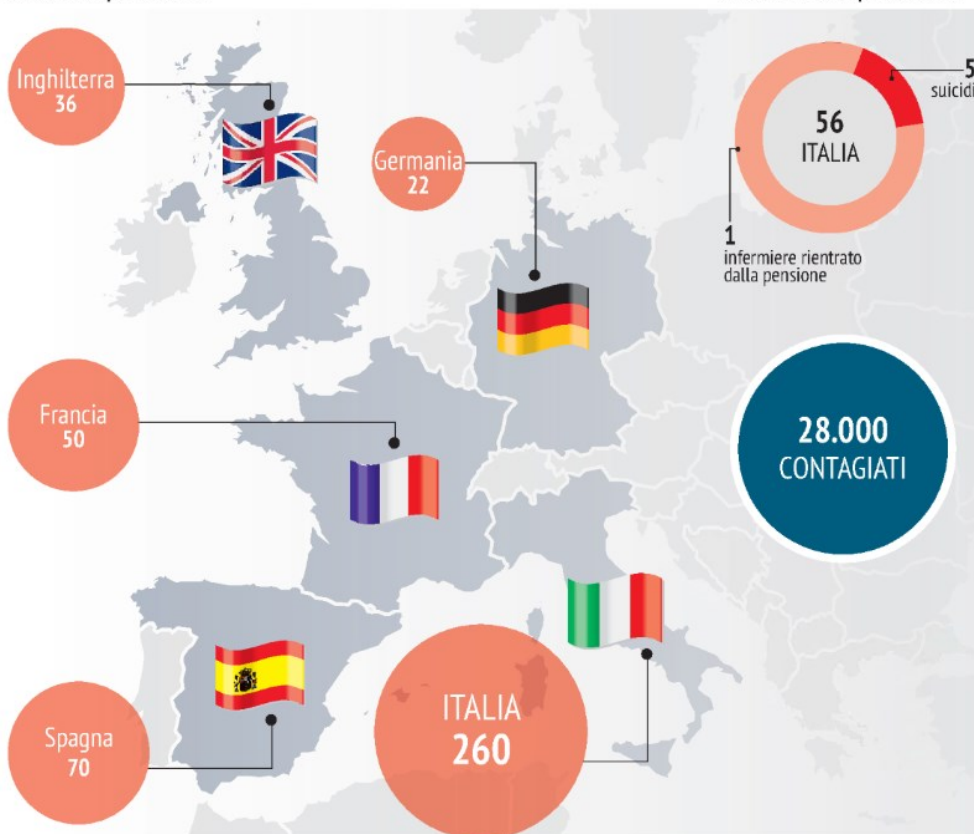 Inghilterra
36
Germania
22
56
ITALIA
5
suicidi
1
infermiere rientrato
dalla pensione
Francia
50
28.000
CONTAGIATI
ITALIA
260
Spagna
70